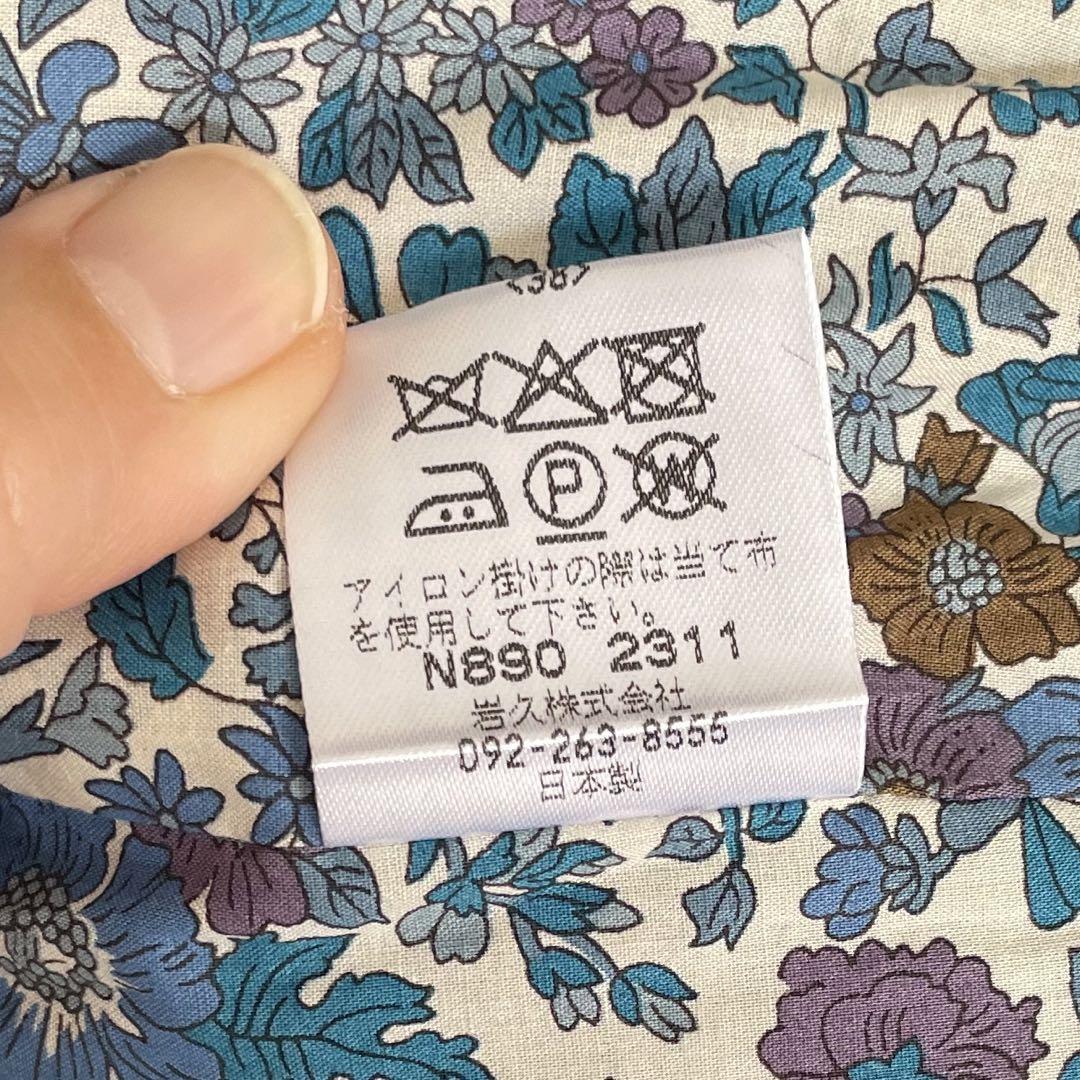 P
W
アイロン掛けの際は当て布
を使用して下さい。
N890 2311
岩久株式会社
092-263-8555
日本製